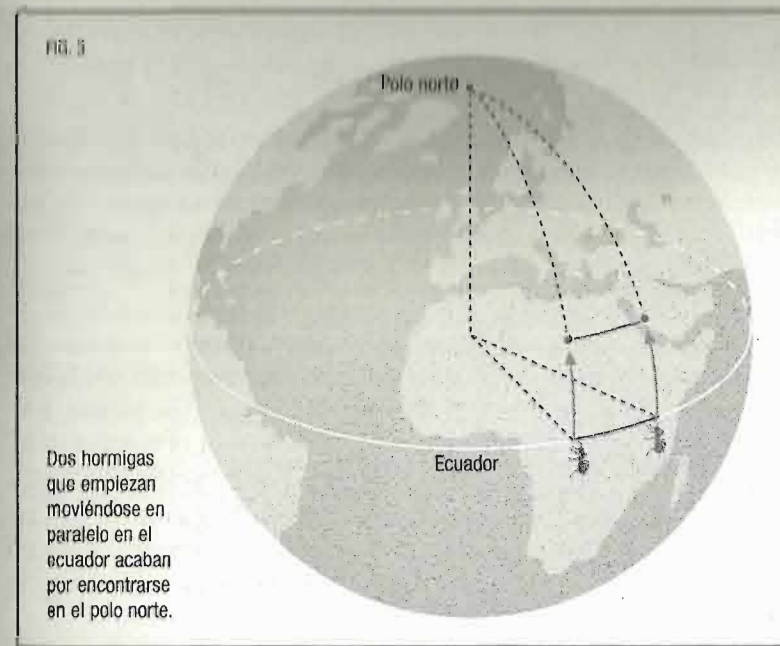 FIG. 5
Polo norte
Ecuador
Dos hormigas
que empiezan
moviéndose en
paralelo en el
ecuador acaban
por encontrarse
en el polo norte.